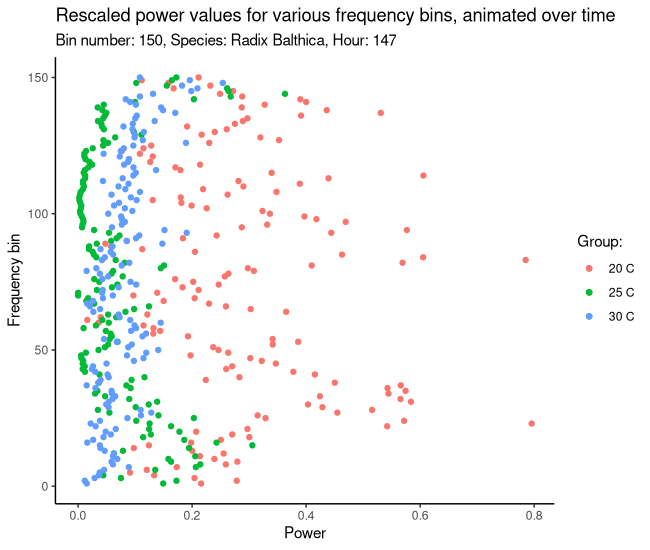 Rescaled power values for various frequency bins, animated over time
Bin number: 150, Species: Radix Balthica, Hour: 147
150
100
50
0
Frequency bin
0.0 0.2 0.4 0.6 0.8
Power
Group:
20 C
25 C
30 C